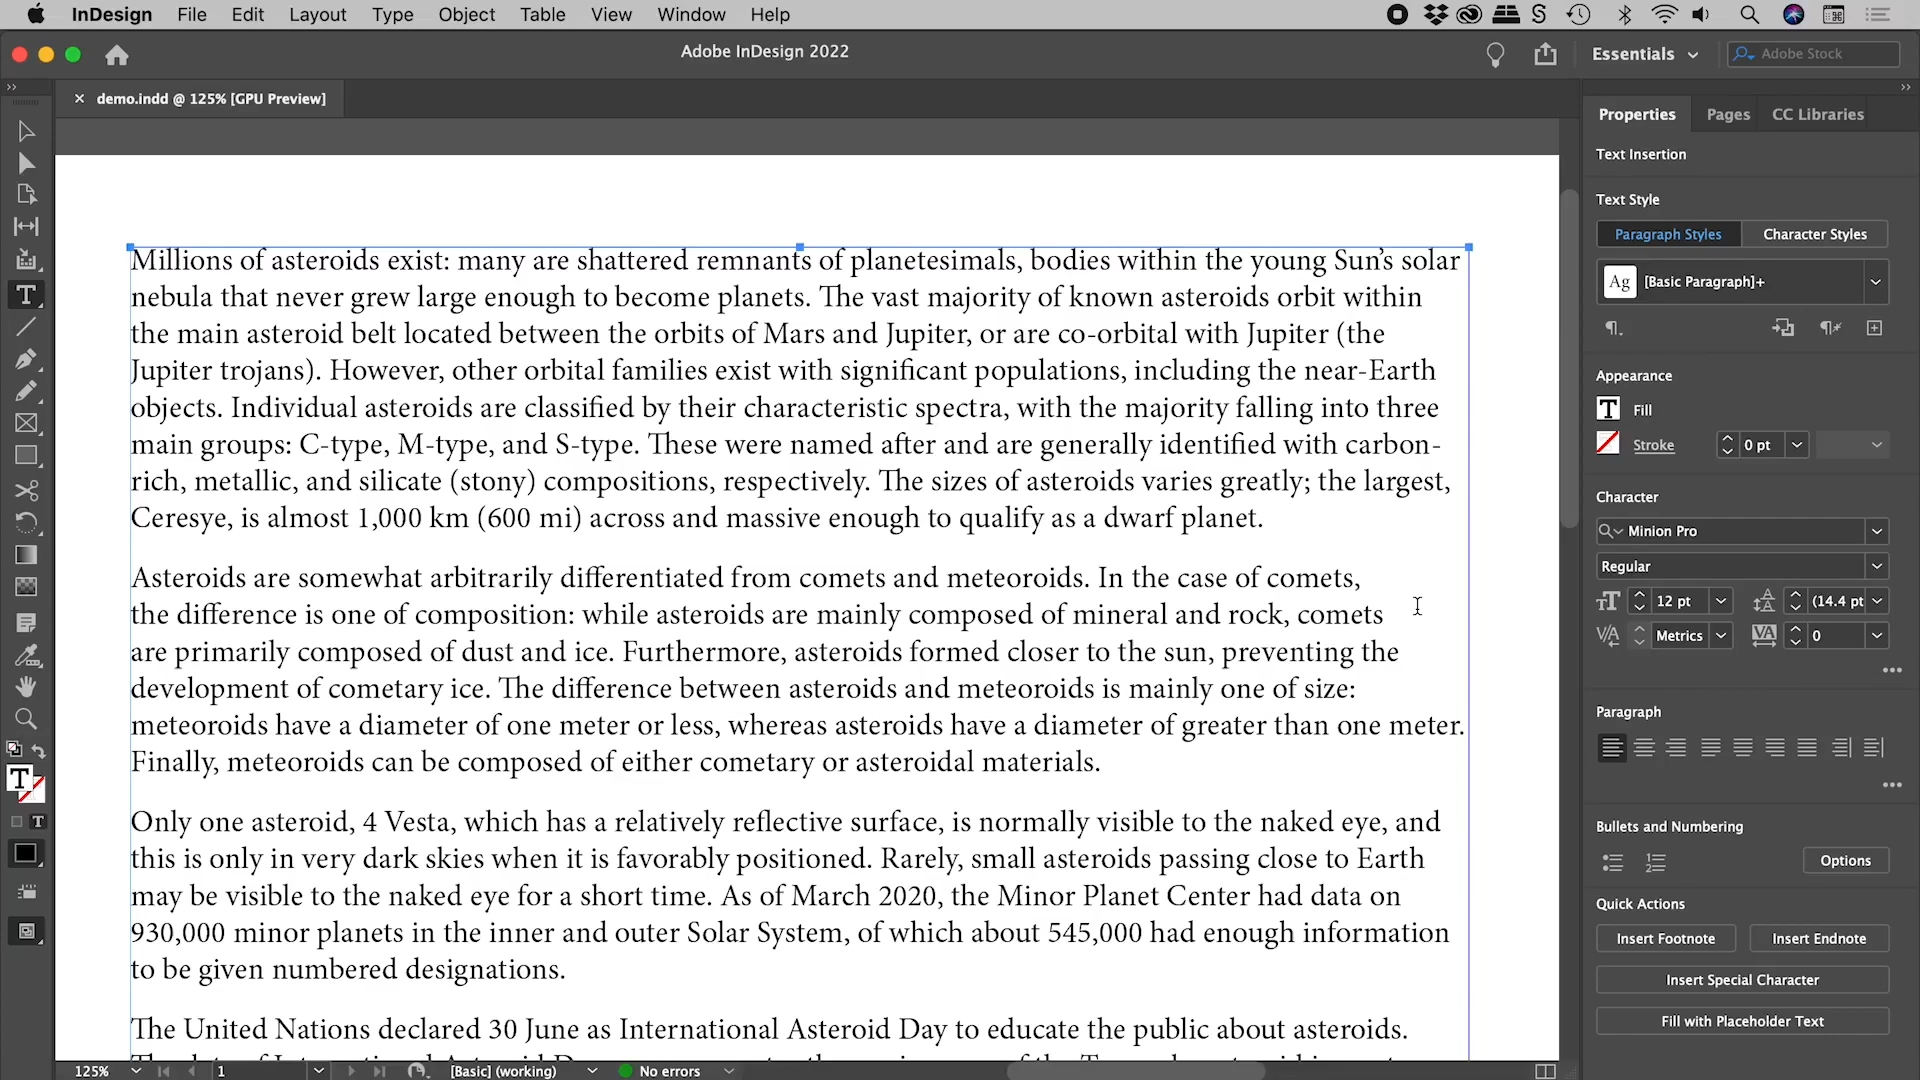 InDesign File Edit Layout Type Object Table View Window Help
Adobe InDesign 2022
Essentials
Adobe Stock
demo.indd @ 125% [GPU Preview]
Millions of asteroids exist: many are shattered remnants of planetesimals, bodies within the young Sun’s solar
nebula that never grew large enough to become planets. The vast majority of known asteroids orbit within
the main asteroid belt located between the orbits of Mars and Jupiter, or are co-orbital with Jupiter (the
Jupiter trojans). However, other orbital families exist with significant populations, including the near-Earth
objects. Individual asteroids are classified by their characteristic spectra, with the majority falling into three
main groups: C-type, M-type, and S-type. These were named after and are generally identified with carbon-
rich, metallic, and silicate (stony) compositions, respectively. The sizes of asteroids varies greatly; the largest,
Ceresye, is almost 1,000 km (600 mi) across and massive enough to qualify as a dwarf planet.
Asteroids are somewhat arbitrarily differentiated from comets and meteoroids. In the case of comets,
the difference is one of composition: while asteroids are mainly composed of mineral and rock, comets
are primarily composed of dust and ice. Furthermore, asteroids formed closer to the sun, preventing the
development of cometary ice. The difference between asteroids and meteoroids is mainly one of size:
meteoroids have a diameter of one meter or less, whereas asteroids have a diameter of greater than one meter.
Finally, meteoroids can be composed of either cometary or asteroidal materials.
Only one asteroid, 4 Vesta, which has a relatively reflective surface, is normally visible to the naked eye, and
this is only in very dark skies when it is favorably positioned. Rarely, small asteroids passing close to Earth
may be visible to the naked eye for a short time. As of March 2020, the Minor Planet Center had data on
930,000 minor planets in the inner and outer Solar System, of which about 545,000 had enough information
to be given numbered designations.
The United Nations declared 30 June as International Asteroid Day to educate the public about asteroids.
Properties Pages CC Libraries
Text Insertion
Text Style
Paragraph Styles Character Styles
Ag [Basic Paragraph]+
Appearance
Fill
Stroke 0 pt
Character
Minion Pro
Regular
12 pt (14.4 pt
Metrics 0
Paragraph
Bullets and Numbering
Options
Quick Actions
Insert Footnote Insert Endnote
Insert Special Character
Fill with Placeholder Text
125% 1 [Basic] (working) No errors